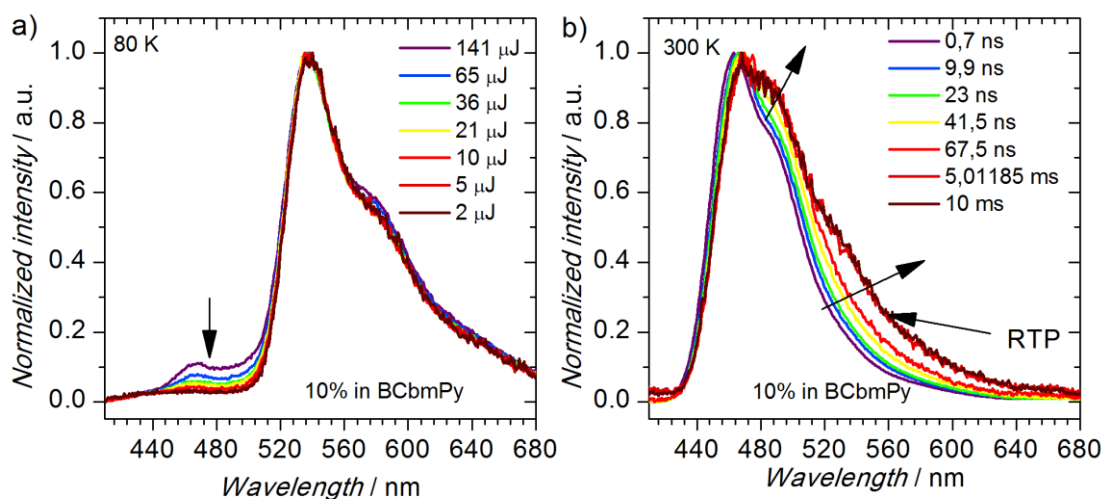 a)
80 K
141 μJ
65 μJ
36 μJ
21 μJ
10 μJ
5 μJ
2 μJ
10% in BCbmPy
Normalized intensity / a.u.
1.0
0.8
0.6
0.4
0.2
0.0
440 480 520 560 600 640 680
Wavelength / nm
b)
300 K
0,7 ns
9,9 ns
23 ns
41,5 ns
67,5 ns
5,01185 ms
10 ms
RTP
10% in BCbmPy
Normalized intensity / a.u.
1.0
0.8
0.6
0.4
0.2
0.0
440 480 520 560 600 640 680
Wavelength / nm